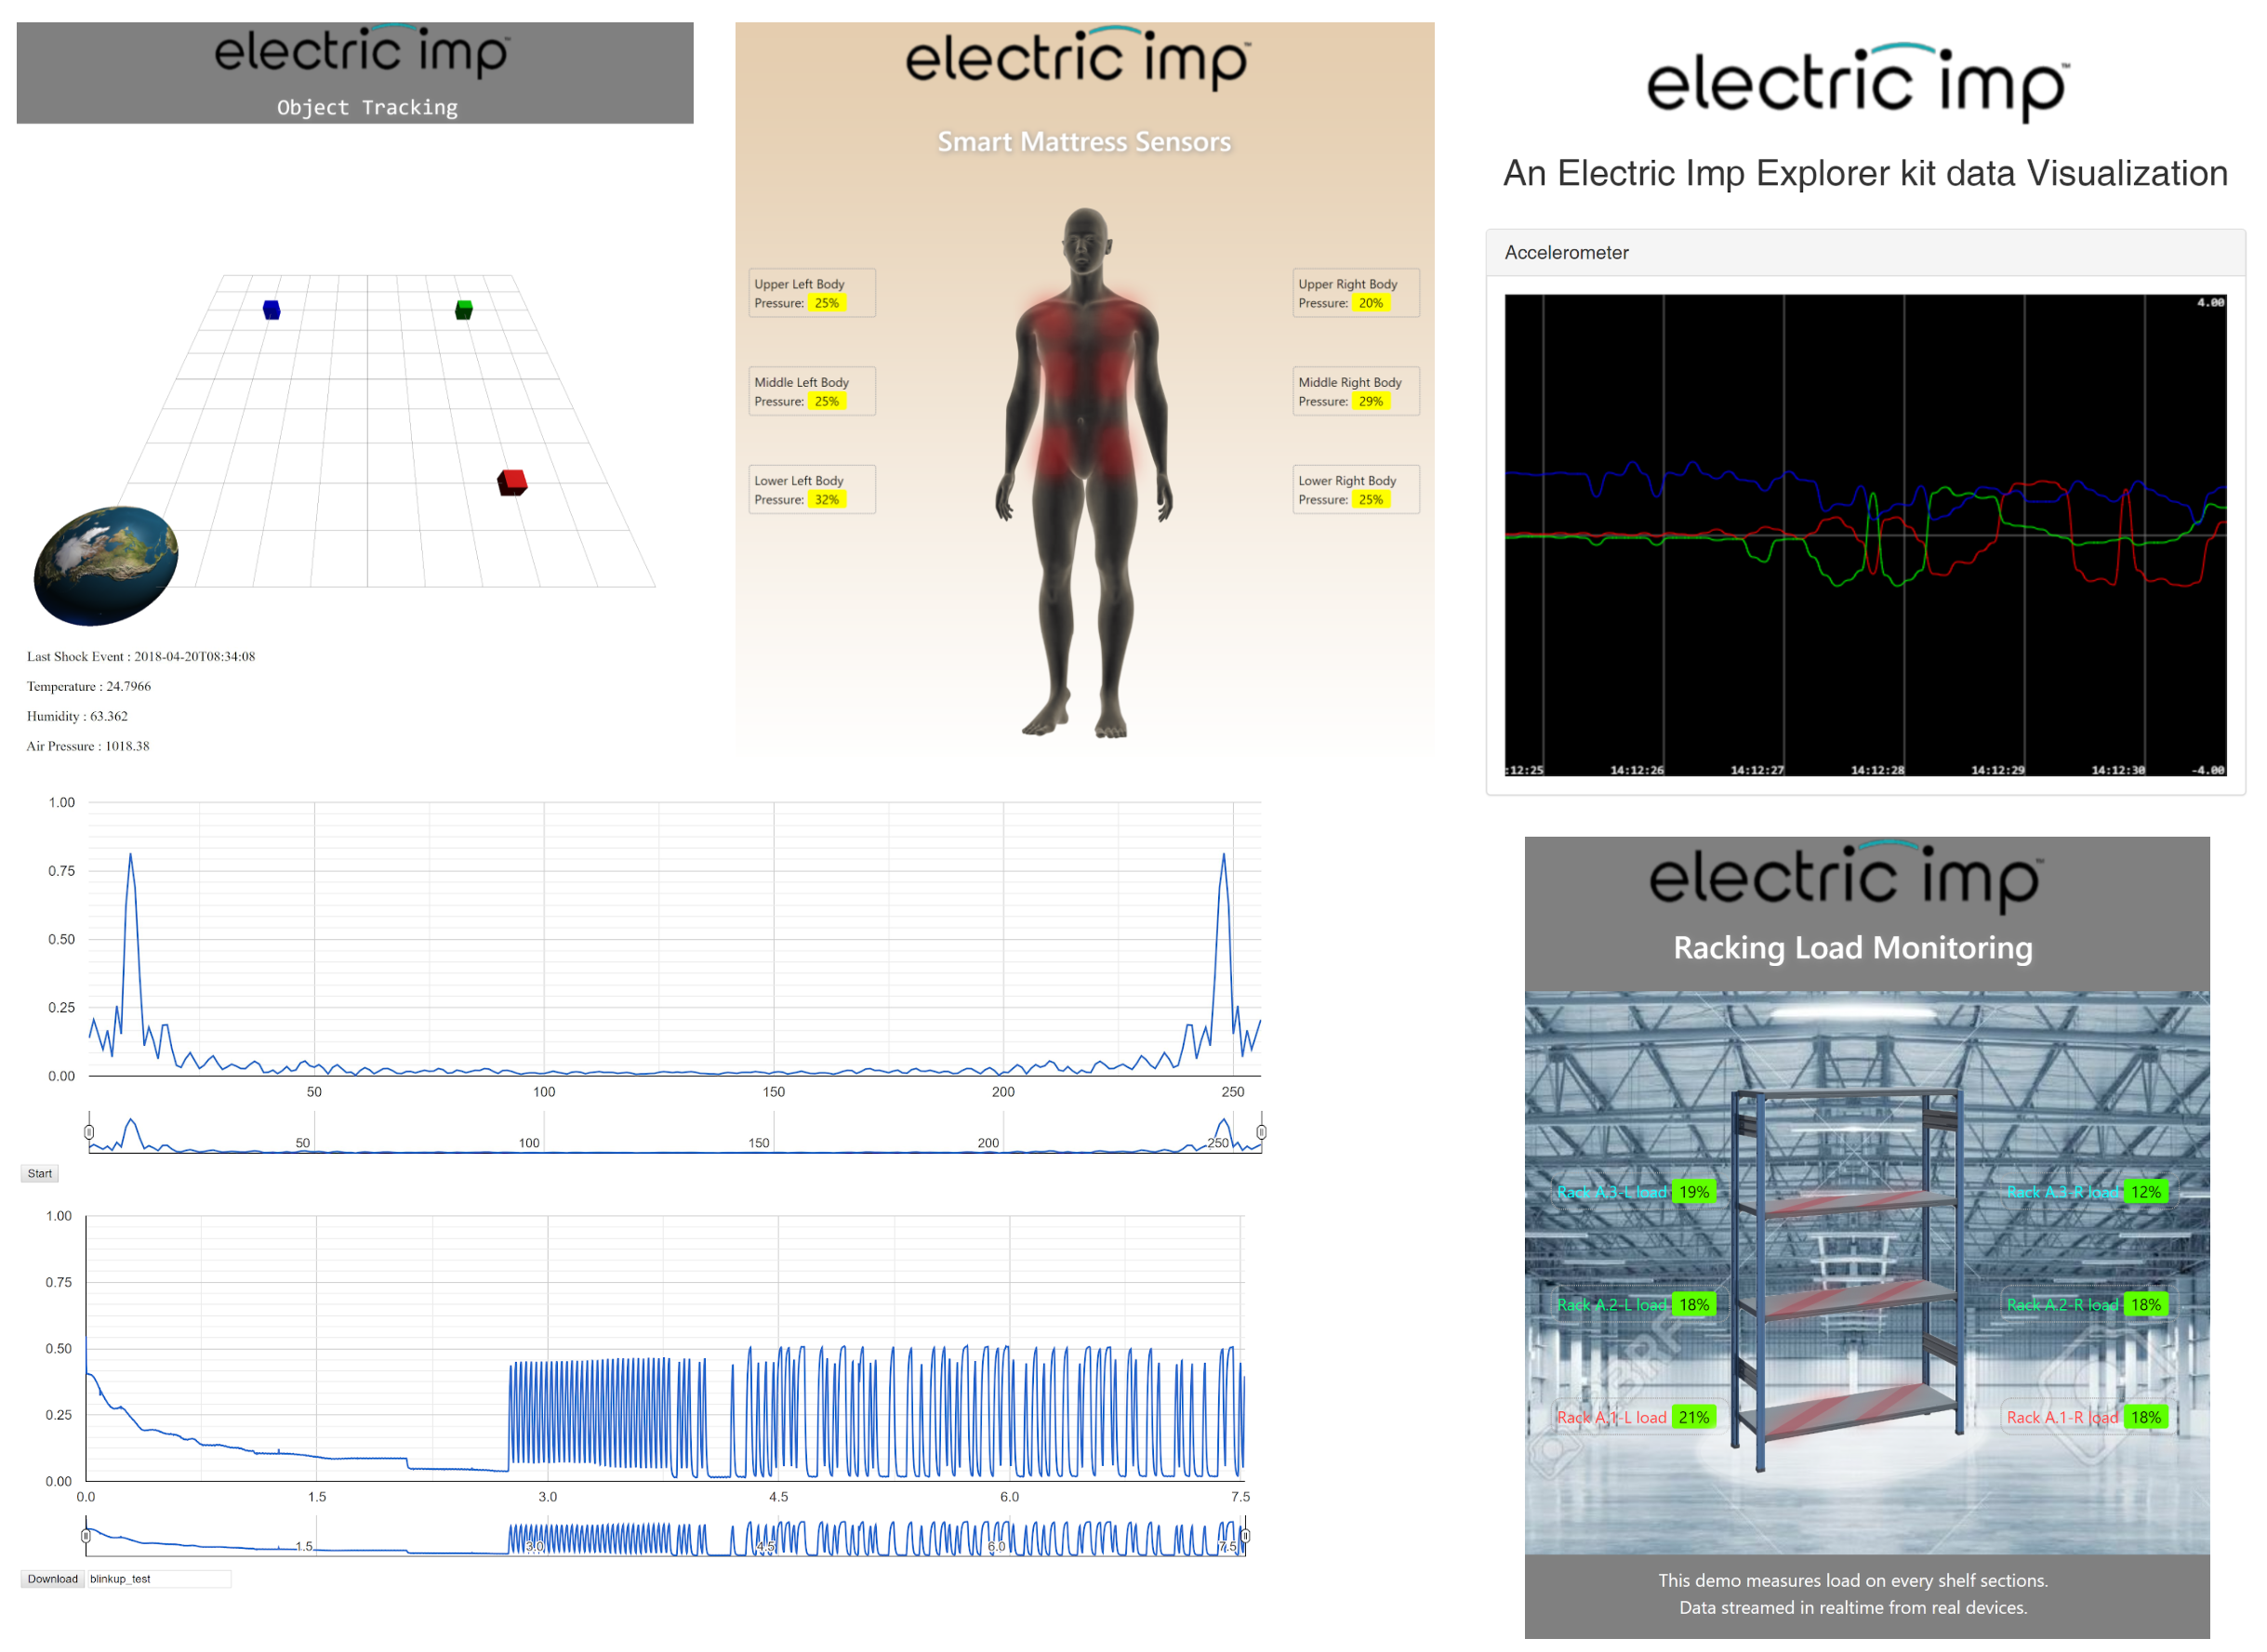 electric imp™
Object Tracking
Last Shock Event : 2018-04-20T08:34:08
Temperature : 24.7966
Humidity : 63.362
Air Pressure : 1018.38
electric imp™
Smart Mattress Sensors
Upper Left Body
Pressure: 25%
Upper Right Body
Pressure: 20%
Middle Left Body
Pressure: 25%
Middle Right Body
Pressure: 29%
Lower Left Body
Pressure: 32%
Lower Right Body
Pressure: 25%
electric imp™
An Electric Imp Explorer kit data Visualization
Accelerometer
4.00
:12:25 14:12:26 14:12:27 14:12:28 14:12:29 14:12:30 -4.00
1.00
0.75
0.50
0.25
0.00
50 100 150 200 250
50 100 150 200 250
Start
1.00
0.75
0.50
0.25
0.00
0.0 1.5 3.0 4.5 6.0 7.5
1.5 3.0 4.5 6.0 7.5
Download blinkup_test
electric imp™
Racking Load Monitoring
Rack A.3-L load 19%
Rack A.3-R load 12%
Rack A.2-L load 18%
Rack A.2-R load 18%
Rack A.1-L load 21%
Rack A.1-R load 18%
This demo measures load on every shelf sections.
Data streamed in realtime from real devices.